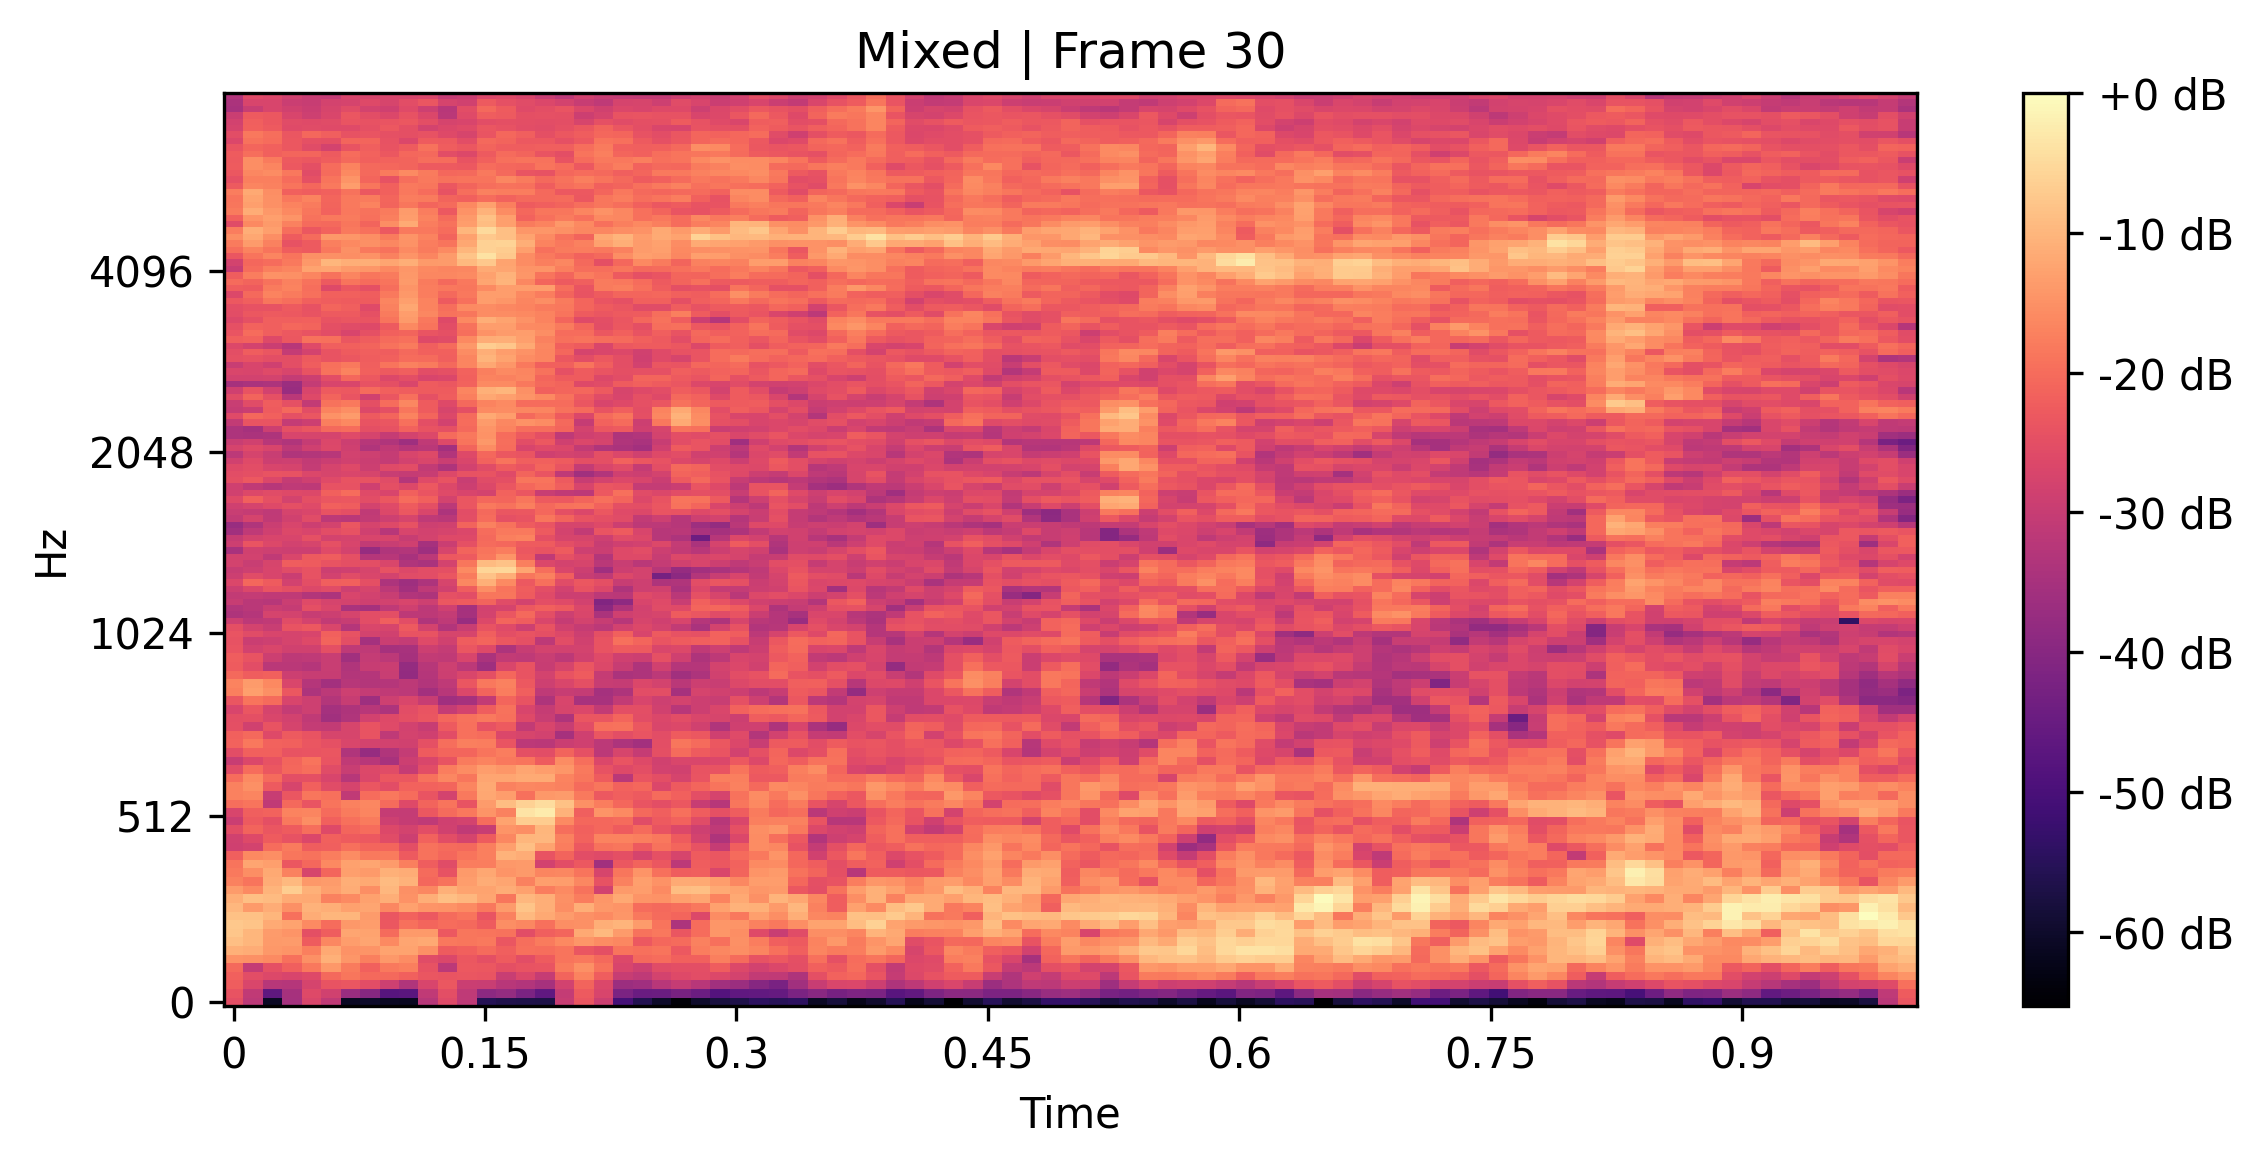 Mixed | Frame 30
+0 dB
-10 dB
-20 dB
-30 dB
-40 dB
-50 dB
-60 dB
Hz
4096
2048
1024
512
0
0 0.15 0.3 0.45 0.6 0.75 0.9
Time